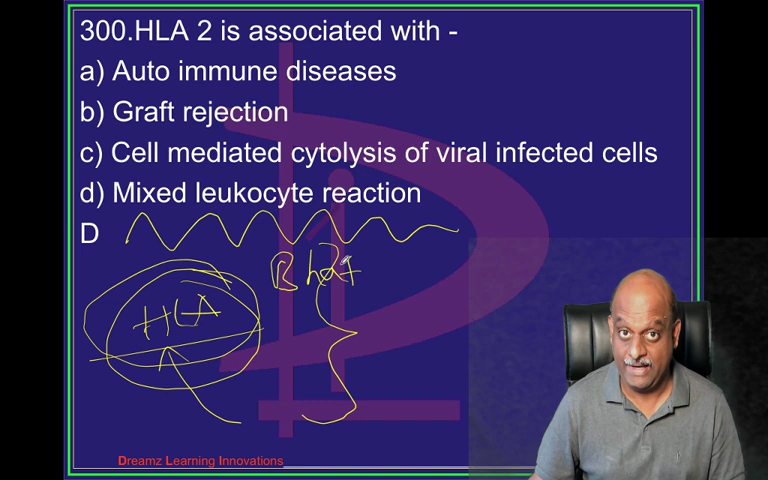 300.HLA 2 is associated with -
a) Auto immune diseases
b) Graft rejection
c) Cell mediated cytolysis of viral infected cells
d) Mixed leukocyte reaction
D
HLA
Dreamz Learning Innovations